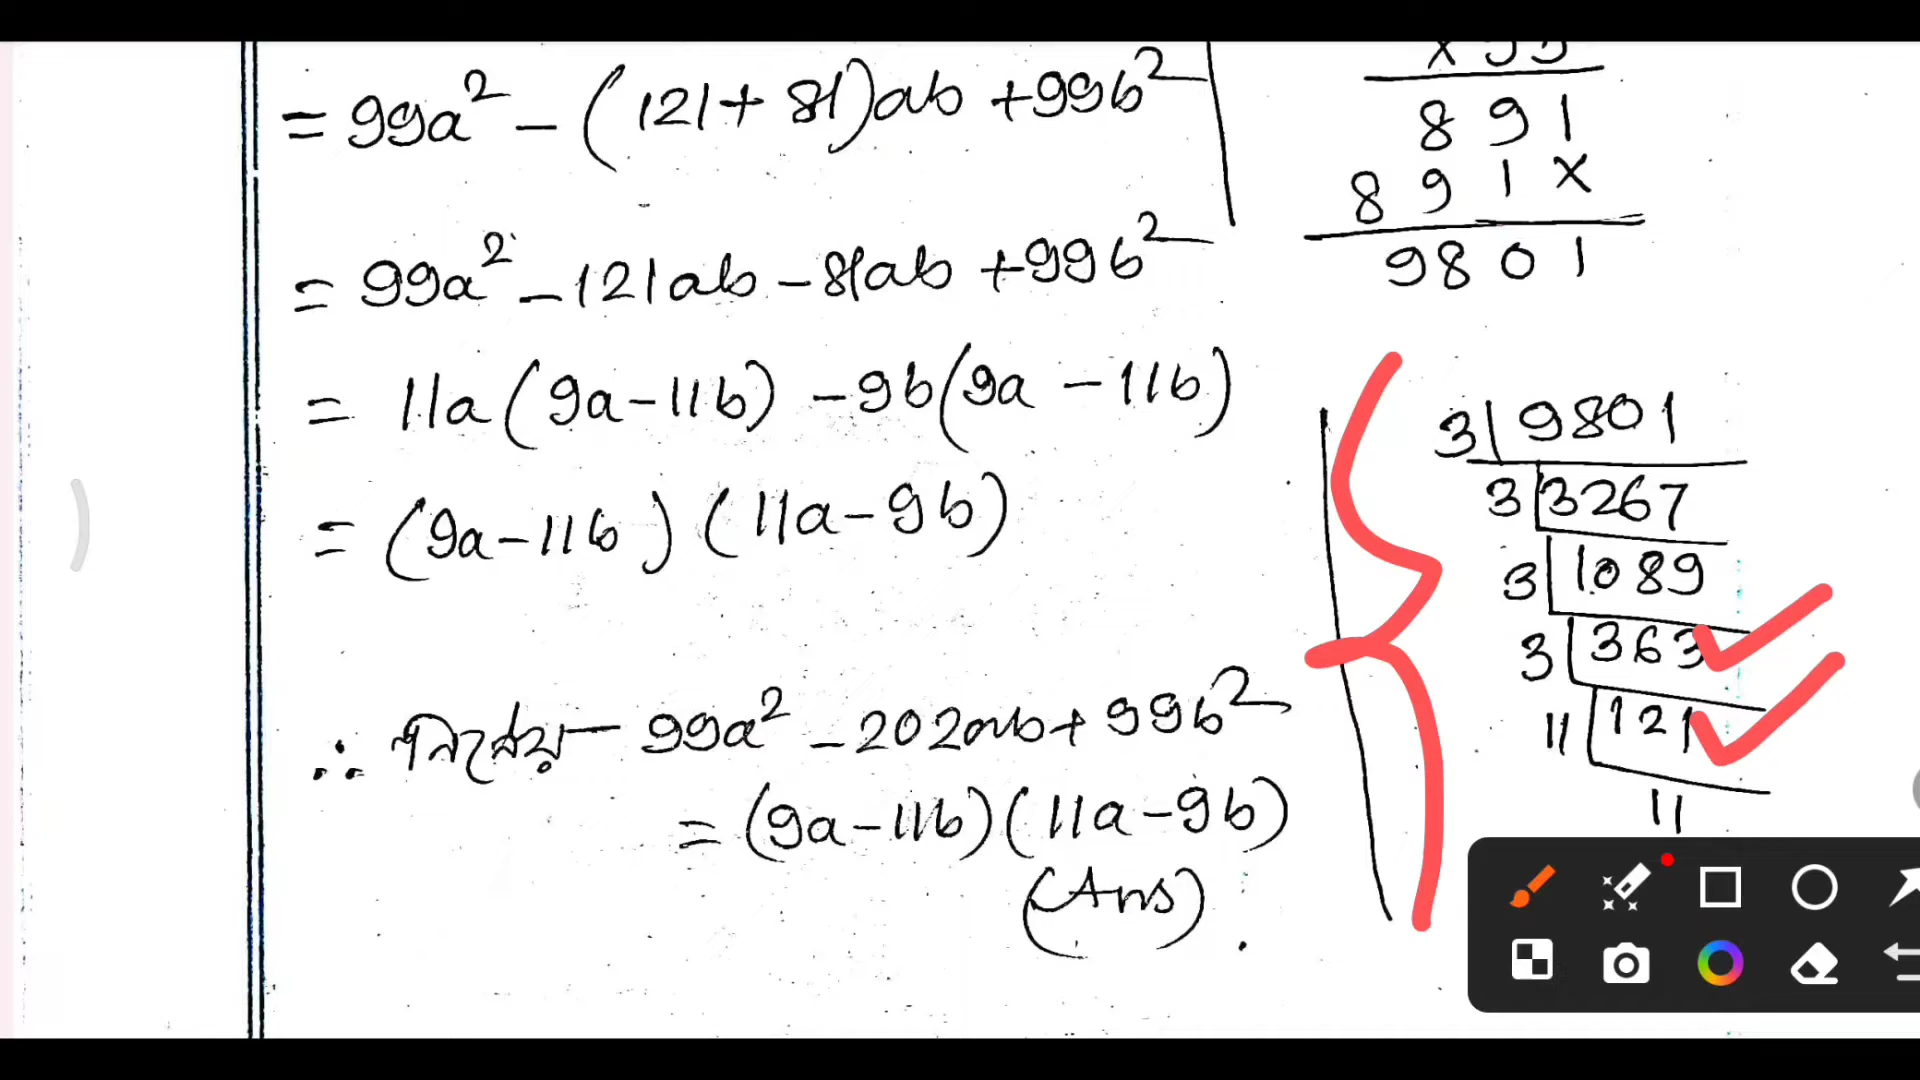 = 99a² - (121 + 81)ab + 99b²
= 99a² - 121ab - 81ab + 99b²
= 11a(9a - 11b) - 9b(9a - 11b)
= (9a - 11b)(11a - 9b)
∴ 99a² - 202ab + 99b²
= (9a - 11b)(11a - 9b)
(Ans).
x 99
891
891x
9801
3|9801
3|3267
3|1089
3|363
11|121
11